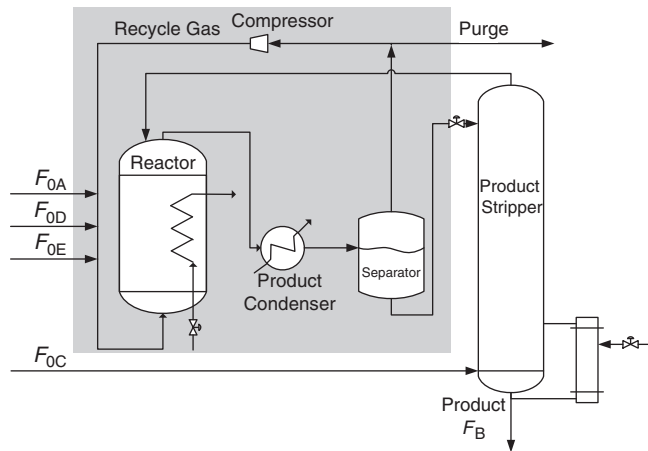 Compressor
Recycle Gas
Purge
Reactor
F0A
F0D
F0E
Product
Stripper
Separator
Product
Condenser
F0C
Product
FB